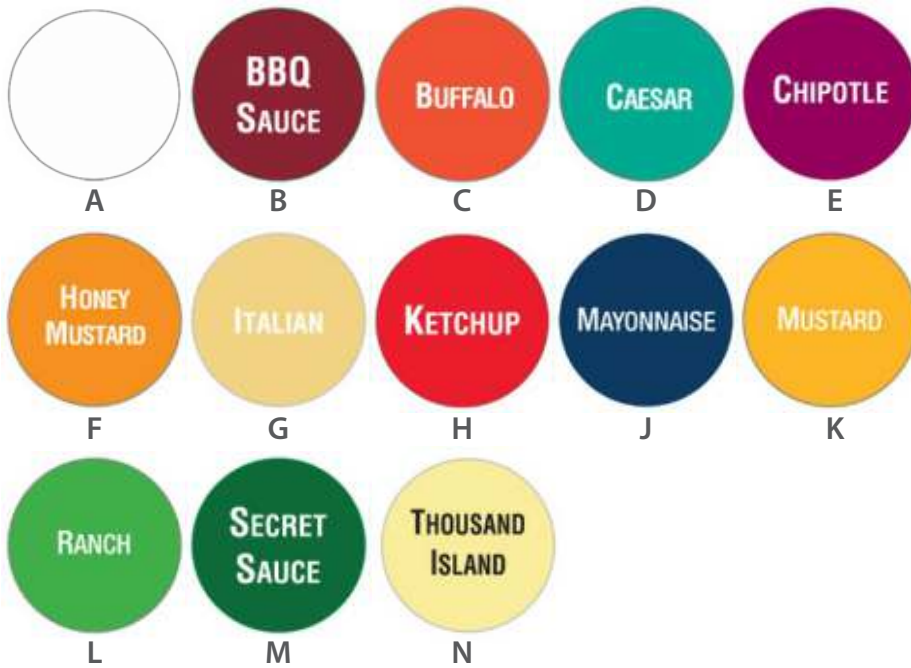 BBQ
SAUCE
BUFFALO
CAESAR
CHIPOTLE
A
B
C
D
E
HONEY
MUSTARD
ITALIAN
KETCHUP
MAYONNAISE
MUSTARD
F
G
H
J
K
RANCH
SECRET
SAUCE
THOUSAND
ISLAND
L
M
N